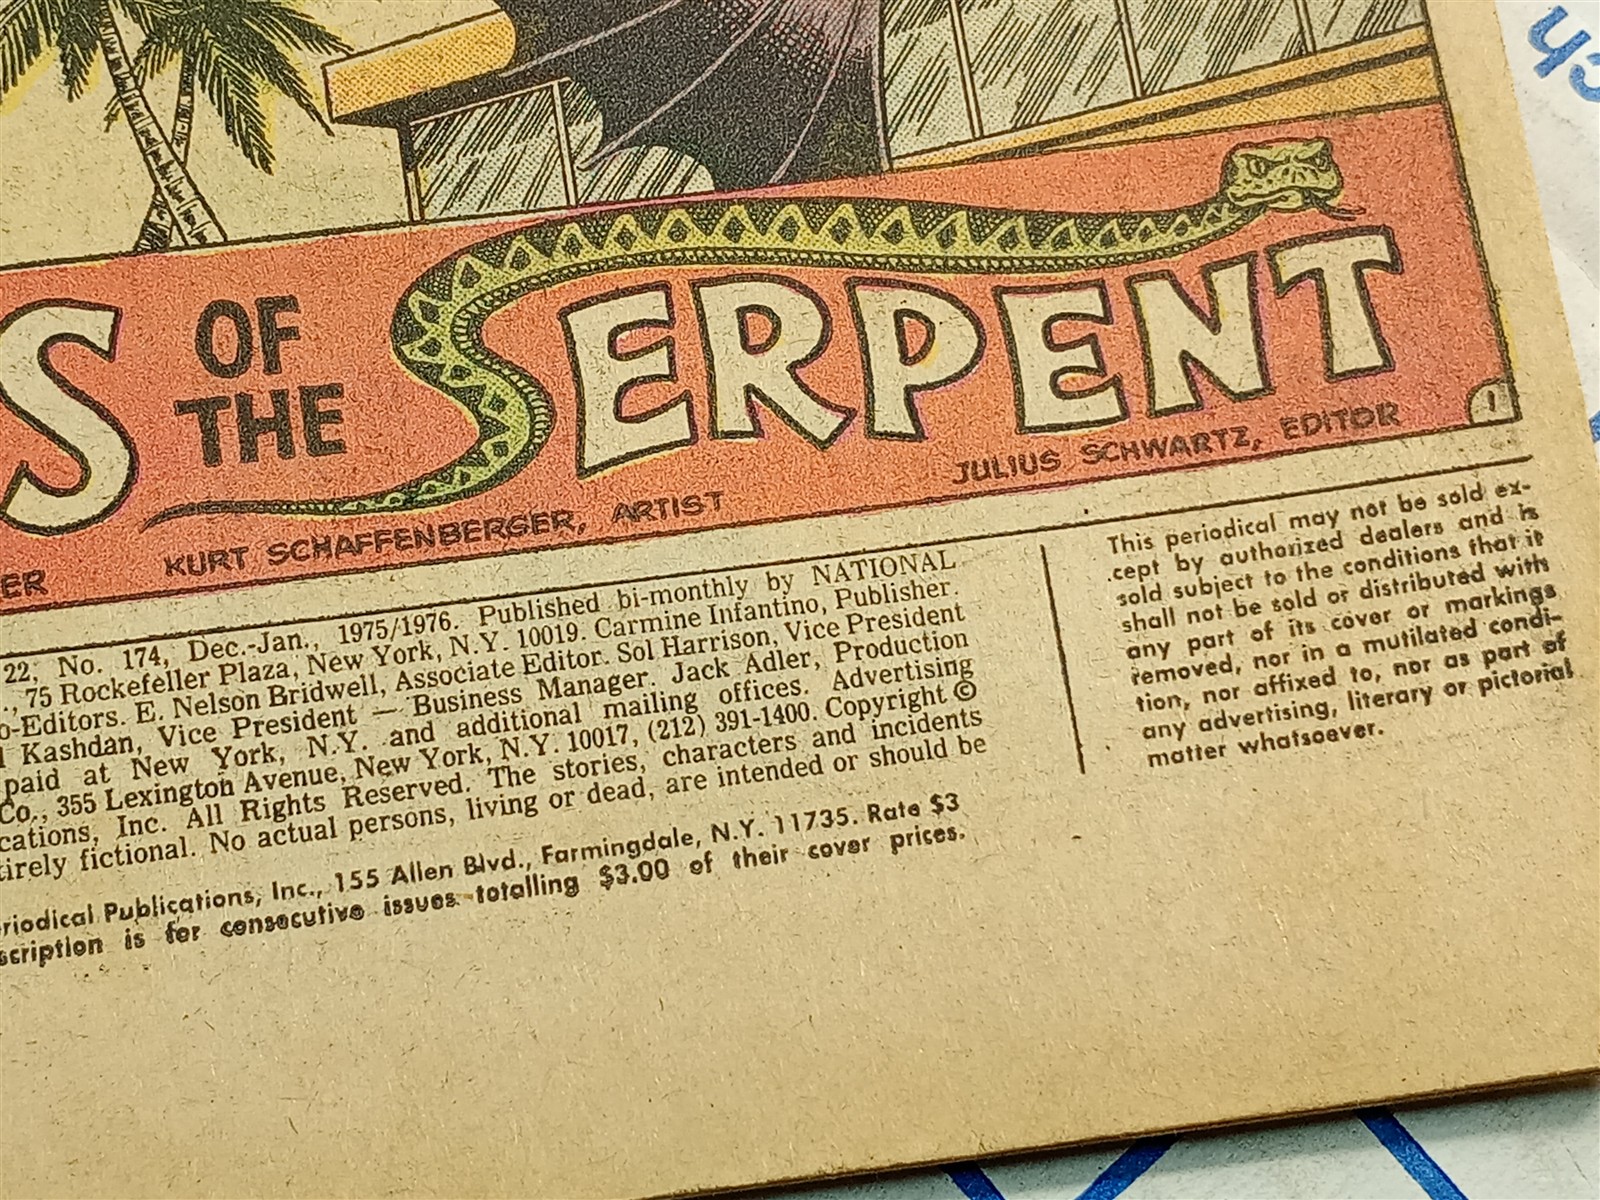 ch
S OF THE SERPENT
ER KURT SCHAFFENBERGER, ARTIST JULIUS SCHWARTZ, EDITOR 1
22, No. 174, Dec.-Jan., 1975/1976. Published bi-monthly by NATIONAL
., 75 Rockefeller Plaza, New York, N.Y. 10019. Carmine Infantino, Publisher.
o-Editors. E. Nelson Bridwell, Associate Editor. Sol Harrison, Vice President
Kashdan, Vice President — Business Manager. Jack Adler, Production
paid at New York, N.Y. and additional mailing offices. Advertising
Co., 355 Lexington Avenue, New York, N.Y. 10017, (212) 391-1400. Copyright ©
cations, Inc. All Rights Reserved. The stories, characters and incidents
tirely fictional. No actual persons, living or dead, are intended or should be
riodical Publications, Inc., 155 Allen Blvd., Farmingdale, N.Y. 11735. Rate $3
scription is for consecutive issues totalling $3.00 of their cover prices.
This periodical may not be sold ex-
cept by authorized dealers and is
sold subject to the conditions that it
shall not be sold or distributed with
any part of its cover or markings
removed, nor in a mutilated condi-
tion, nor affixed to, nor as part of
any advertising, literary or pictorial
matter whatsoever.